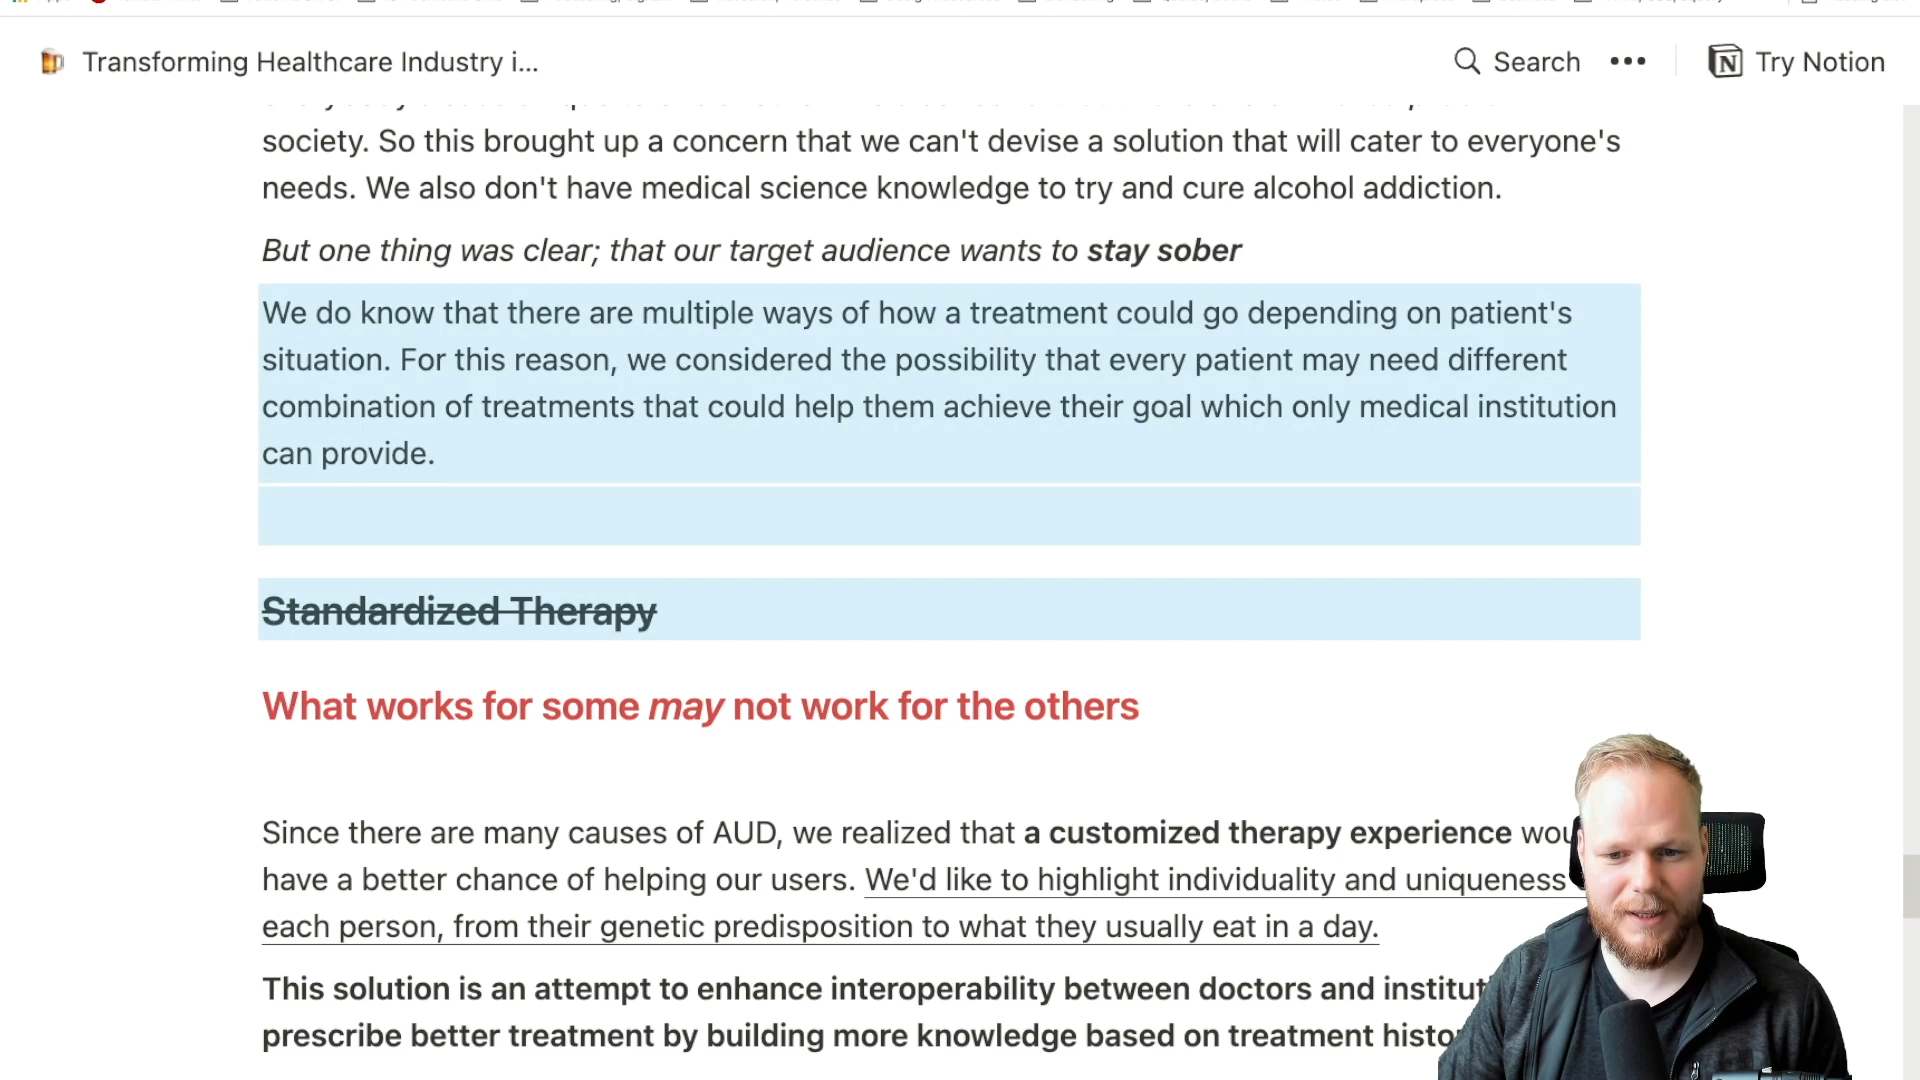 Transforming Healthcare Industry i...
Search
Try Notion
society. So this brought up a concern that we can't devise a solution that will cater to everyone's
needs. We also don't have medical science knowledge to try and cure alcohol addiction.
But one thing was clear; that our target audience wants to stay sober
We do know that there are multiple ways of how a treatment could go depending on patient's
situation. For this reason, we considered the possibility that every patient may need different
combination of treatments that could help them achieve their goal which only medical institution
can provide.
Standardized Therapy
What works for some may not work for the others
Since there are many causes of AUD, we realized that a customized therapy experience
have a better chance of helping our users. We'd like to highlight individuality and uniqueness
each person, from their genetic predisposition to what they usually eat in a day.
This solution is an attempt to enhance interoperability between doctors and
prescribe better treatment by building more knowledge based on treatment